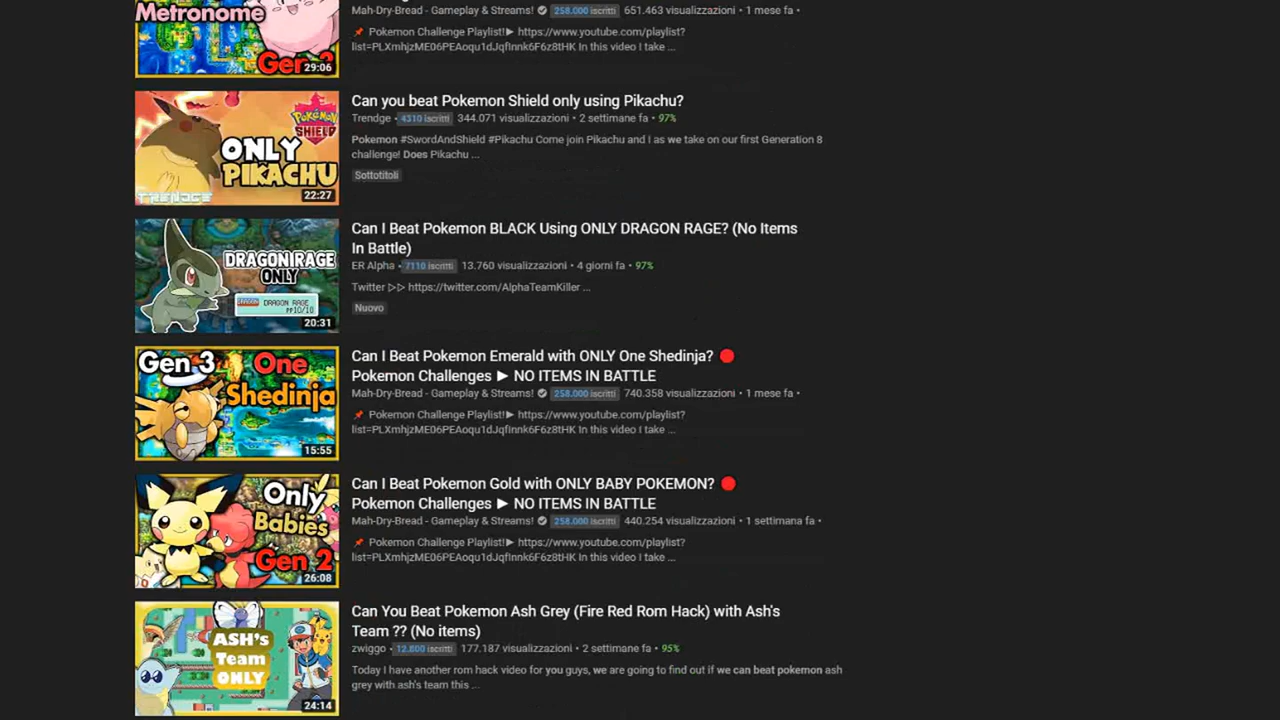 Metronome
Gen 2
29:06
Mah-Dry-Bread - Gameplay & Streams! 258.000 iscritti 651.463 visualizzazioni • 1 mese fa •
Pokemon Challenge Playlist!► https://www.youtube.com/playlist?
list=PLXmhjzME06PEAoqu1dJqfInnk6F6z8tHK In this video I take ...
POKÉMON
SHIELD
ONLY
PIKACHU
TRENDGE
22:27
Can you beat Pokemon Shield only using Pikachu?
Trendge • 4310 iscritti 344.071 visualizzazioni • 2 settimane fa • 97%
Pokemon #SwordAndShield #Pikachu Come join Pikachu and I as we take on our first Generation 8
challenge! Does Pikachu ...
Sottotitoli
DRAGON RAGE
ONLY
DRAGON DRAGON RAGE
PP10/10
20:31
Can I Beat Pokemon BLACK Using ONLY DRAGON RAGE? (No Items
In Battle)
ER Alpha • 7110 iscritti 13.760 visualizzazioni • 4 giorni fa • 97%
Twitter ▷▷ https://twitter.com/AlphaTeamKiller ...
Nuovo
Gen 3 One
Shedinja
15:55
Can I Beat Pokemon Emerald with ONLY One Shedinja? 🔴
Pokemon Challenges ► NO ITEMS IN BATTLE
Mah-Dry-Bread - Gameplay & Streams! 258.000 iscritti 740.358 visualizzazioni • 1 mese fa •
Pokemon Challenge Playlist!► https://www.youtube.com/playlist?
list=PLXmhjzME06PEAoqu1dJqfInnk6F6z8tHK In this video I take ...
Only
Babies
Gen 2
26:08
Can I Beat Pokemon Gold with ONLY BABY POKEMON? 🔴
Pokemon Challenges ► NO ITEMS IN BATTLE
Mah-Dry-Bread - Gameplay & Streams! 258.000 iscritti 440.254 visualizzazioni • 1 settimana fa •
Pokemon Challenge Playlist!► https://www.youtube.com/playlist?
list=PLXmhjzME06PEAoqu1dJqfInnk6F6z8tHK In this video I take ...
ASH's
Team
ONLY
24:14
Can You Beat Pokemon Ash Grey (Fire Red Rom Hack) with Ash's
Team ?? (No items)
zwiggo • 12.800 iscritti 177.187 visualizzazioni • 2 settimane fa • 95%
Today I have another rom hack video for you guys, we are going to find out if we can beat pokemon ash
grey with ash's team this ...